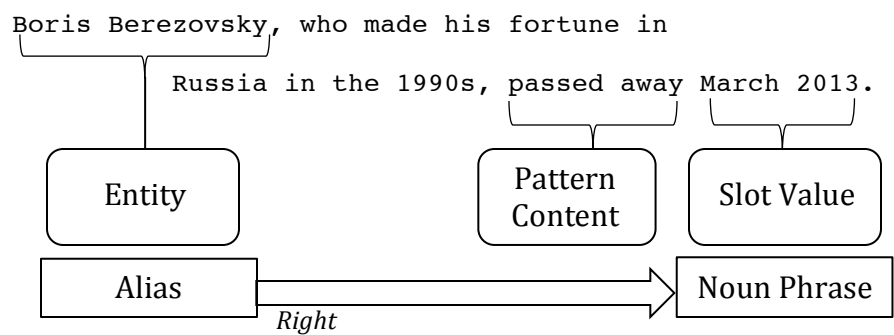 Boris Berezovsky, who made his fortune in
Russia in the 1990s, passed away March 2013.
Entity
Pattern
Content
Slot Value
Alias
Noun Phrase
Right